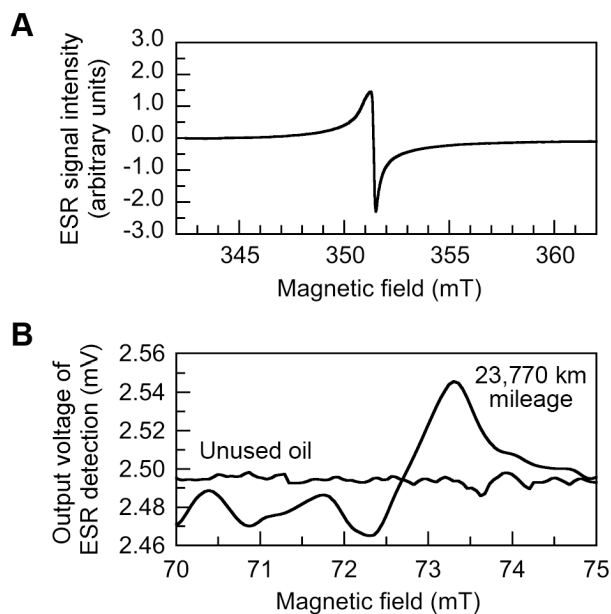 A
ESR signal intensity
(arbitrary units)
3.0
2.0
1.0
0.0
-1.0
-2.0
-3.0
345
350
355
360
Magnetic field (mT)
B
Output voltage of
ESR detection (mV)
2.56
2.54
2.52
2.50
2.48
2.46
23,770 km
mileage
Unused oil
70
71
72
73
74
75
Magnetic field (mT)